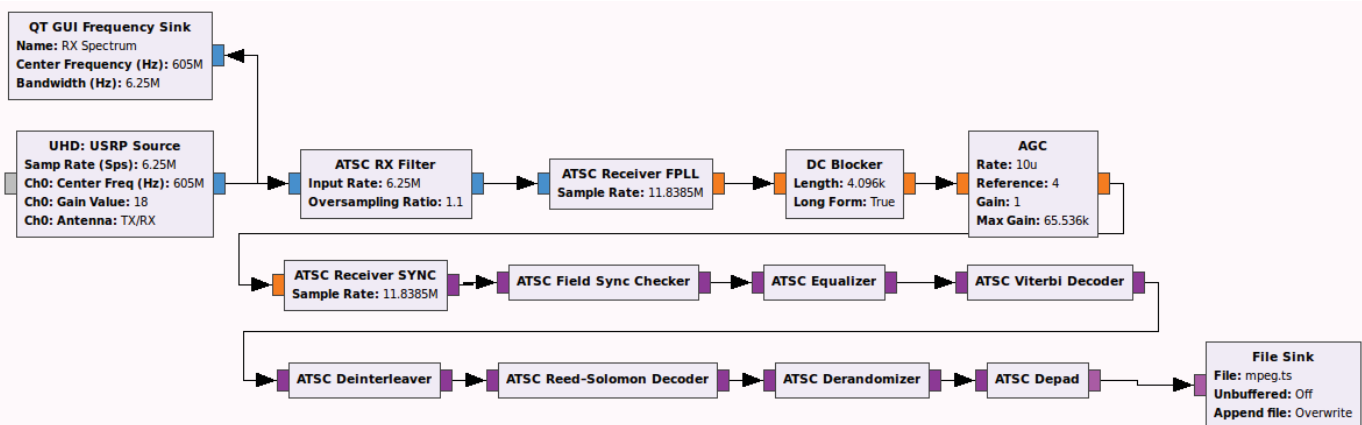 QT GUI Frequency Sink
Name: RX Spectrum
Center Frequency (Hz): 605M
Bandwidth (Hz): 6.25M
UHD: USRP Source
Samp Rate (Sps): 6.25M
Ch0: Center Freq (Hz): 605M
Ch0: Gain Value: 18
Ch0: Antenna: TX/RX
ATSC RX Filter
Input Rate: 6.25M
Oversampling Ratio: 1.1
ATSC Receiver FPLL
Sample Rate: 11.8385M
DC Blocker
Length: 4.096k
Long Form: True
AGC
Rate: 10u
Reference: 4
Gain: 1
Max Gain: 65.536k
ATSC Receiver SYNC
Sample Rate: 11.8385M
ATSC Field Sync Checker
ATSC Equalizer
ATSC Viterbi Decoder
ATSC Deinterleaver
ATSC Reed-Solomon Decoder
ATSC Derandomizer
ATSC Depad
File Sink
File: mpeg.ts
Unbuffered: Off
Append file: Overwrite